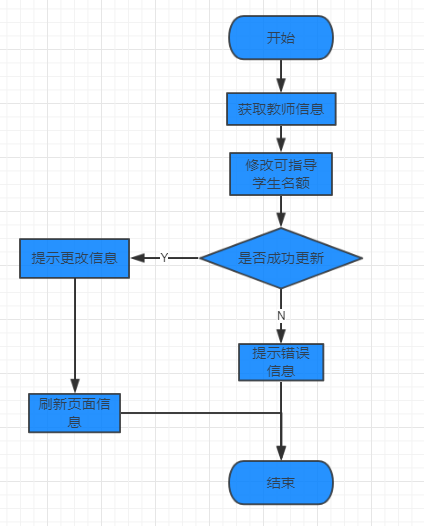 开始
获取教师信息
修改可指导
学生名额
是否成功更新
Y
提示更改信息
N
提示错误
信息
刷新页面信
息
结束